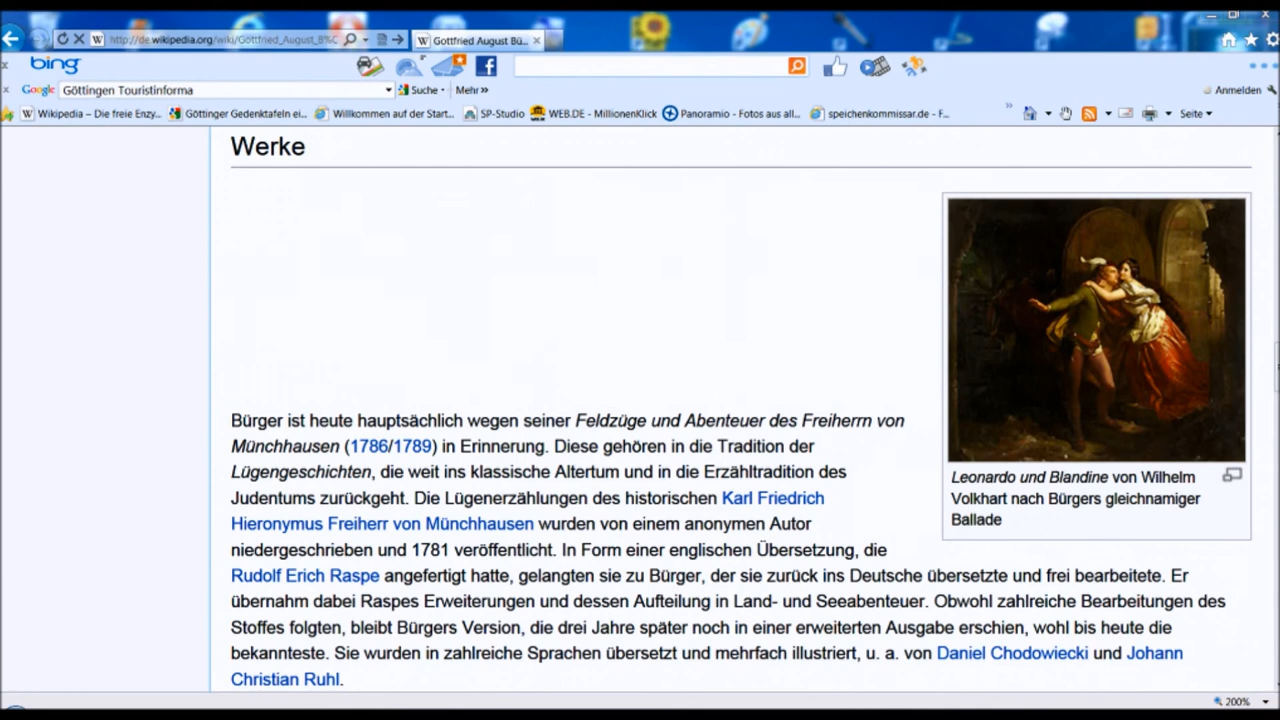 http://de.wikipedia.org/wiki/Gottfried_August_B%C
Gottfried August Bü...
bing
Google Göttingen Touristinforma Suche Mehr » Anmelden
Wikipedia – Die freie Enzy... Göttinger Gedenktafeln ei... Willkommen auf der Start... SP-Studio WEB.DE - MillionenKlick Panoramio - Fotos aus all... speichenkommissar.de - F... » Seite
Werke
Bürger ist heute hauptsächlich wegen seiner Feldzüge und Abenteuer des Freiherrn von
Münchhausen (1786/1789) in Erinnerung. Diese gehören in die Tradition der
Lügengeschichten, die weit ins klassische Altertum und in die Erzähltradition des
Judentums zurückgeht. Die Lügenerzählungen des historischen Karl Friedrich
Hieronymus Freiherr von Münchhausen wurden von einem anonymen Autor
niedergeschrieben und 1781 veröffentlicht. In Form einer englischen Übersetzung, die
Rudolf Erich Raspe angefertigt hatte, gelangten sie zu Bürger, der sie zurück ins Deutsche übersetzte und frei bearbeitete. Er
übernahm dabei Raspes Erweiterungen und dessen Aufteilung in Land- und Seeabenteuer. Obwohl zahlreiche Bearbeitungen des
Stoffes folgten, bleibt Bürgers Version, die drei Jahre später noch in einer erweiterten Ausgabe erschien, wohl bis heute die
bekannteste. Sie wurden in zahlreiche Sprachen übersetzt und mehrfach illustriert, u. a. von Daniel Chodowiecki und Johann
Christian Ruhl.
Leonardo und Blandine von Wilhelm
Volkhart nach Bürgers gleichnamiger
Ballade
200%